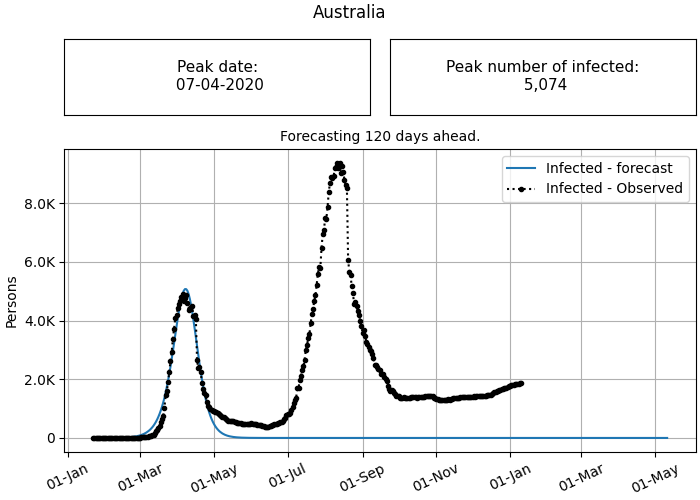 Australia
Peak date:
07-04-2020
Peak number of infected:
5,074
Forecasting 120 days ahead.
Infected - forecast
Infected - Observed
Persons
8.0K
6.0K
4.0K
2.0K
0
01-Jan
01-Mar
01-May
01-Jul
01-Sep
01-Nov
01-Jan
01-Mar
01-May